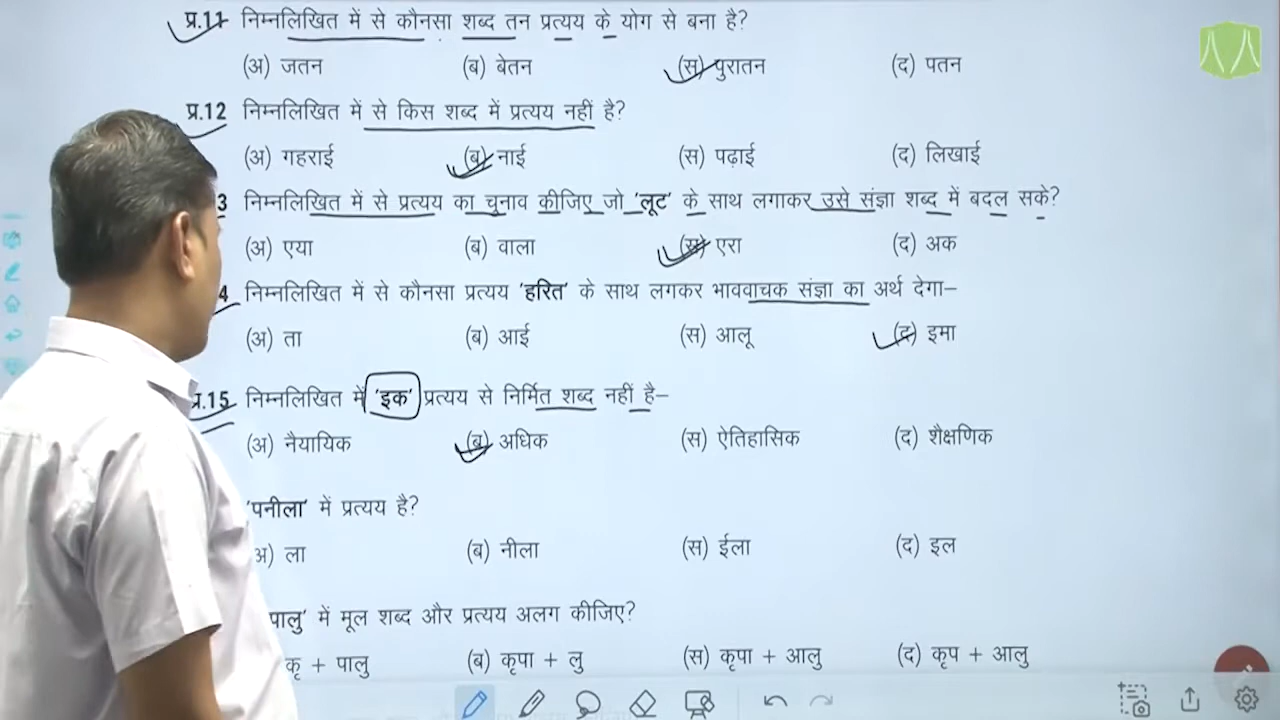 प्र.11 निम्नलिखित में से कौनसा शब्द तन प्रत्यय के योग से बना है?
(अ) जतन (ब) बेतन (स) पुरातन (द) पतन
प्र.12 निम्नलिखित में से किस शब्द में प्रत्यय नहीं है?
(अ) गहराई (ब) नाई (स) पढ़ाई (द) लिखाई
3 निम्नलिखित में से प्रत्यय का चुनाव कीजिए जो 'लूट' के साथ लगाकर उसे संज्ञा शब्द में बदल सके?
(अ) एया (ब) वाला (स) एरा (द) अक
4 निम्नलिखित में से कौनसा प्रत्यय 'हरित' के साथ लगकर भाववाचक संज्ञा का अर्थ देगा–
(अ) ता (ब) आई (स) आलू (द) इमा
प्र.15 निम्नलिखित में 'इक' प्रत्यय से निर्मित शब्द नहीं है–
(अ) नैयायिक (ब) अधिक (स) ऐतिहासिक (द) शैक्षणिक
'पनीला' में प्रत्यय है?
अ) ला (ब) नीला (स) ईला (द) इल
पालु' में मूल शब्द और प्रत्यय अलग कीजिए?
कृ + पालु (ब) कृपा + लु (स) कृपा + आलु (द) कृप + आलु